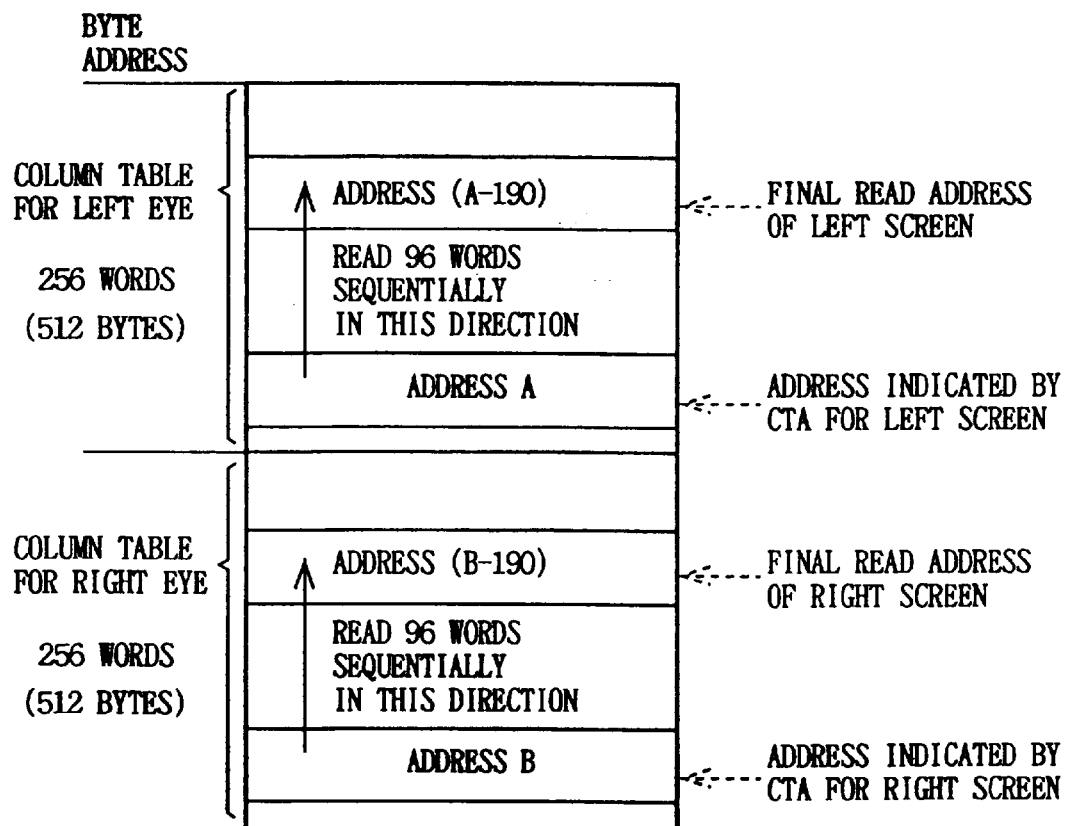 BYTE
ADDRESS
COLUMN TABLE
FOR LEFT EYE
256 WORDS
(512 BYTES)
ADDRESS (A-190)
READ 96 WORDS
SEQUENTIALLY
IN THIS DIRECTION
ADDRESS A
FINAL READ ADDRESS
OF LEFT SCREEN
ADDRESS INDICATED BY
CTA FOR LEFT SCREEN
COLUMN TABLE
FOR RIGHT EYE
256 WORDS
(512 BYTES)
ADDRESS (B-190)
READ 96 WORDS
SEQUENTIALLY
IN THIS DIRECTION
ADDRESS B
FINAL READ ADDRESS
OF RIGHT SCREEN
ADDRESS INDICATED BY
CTA FOR RIGHT SCREEN